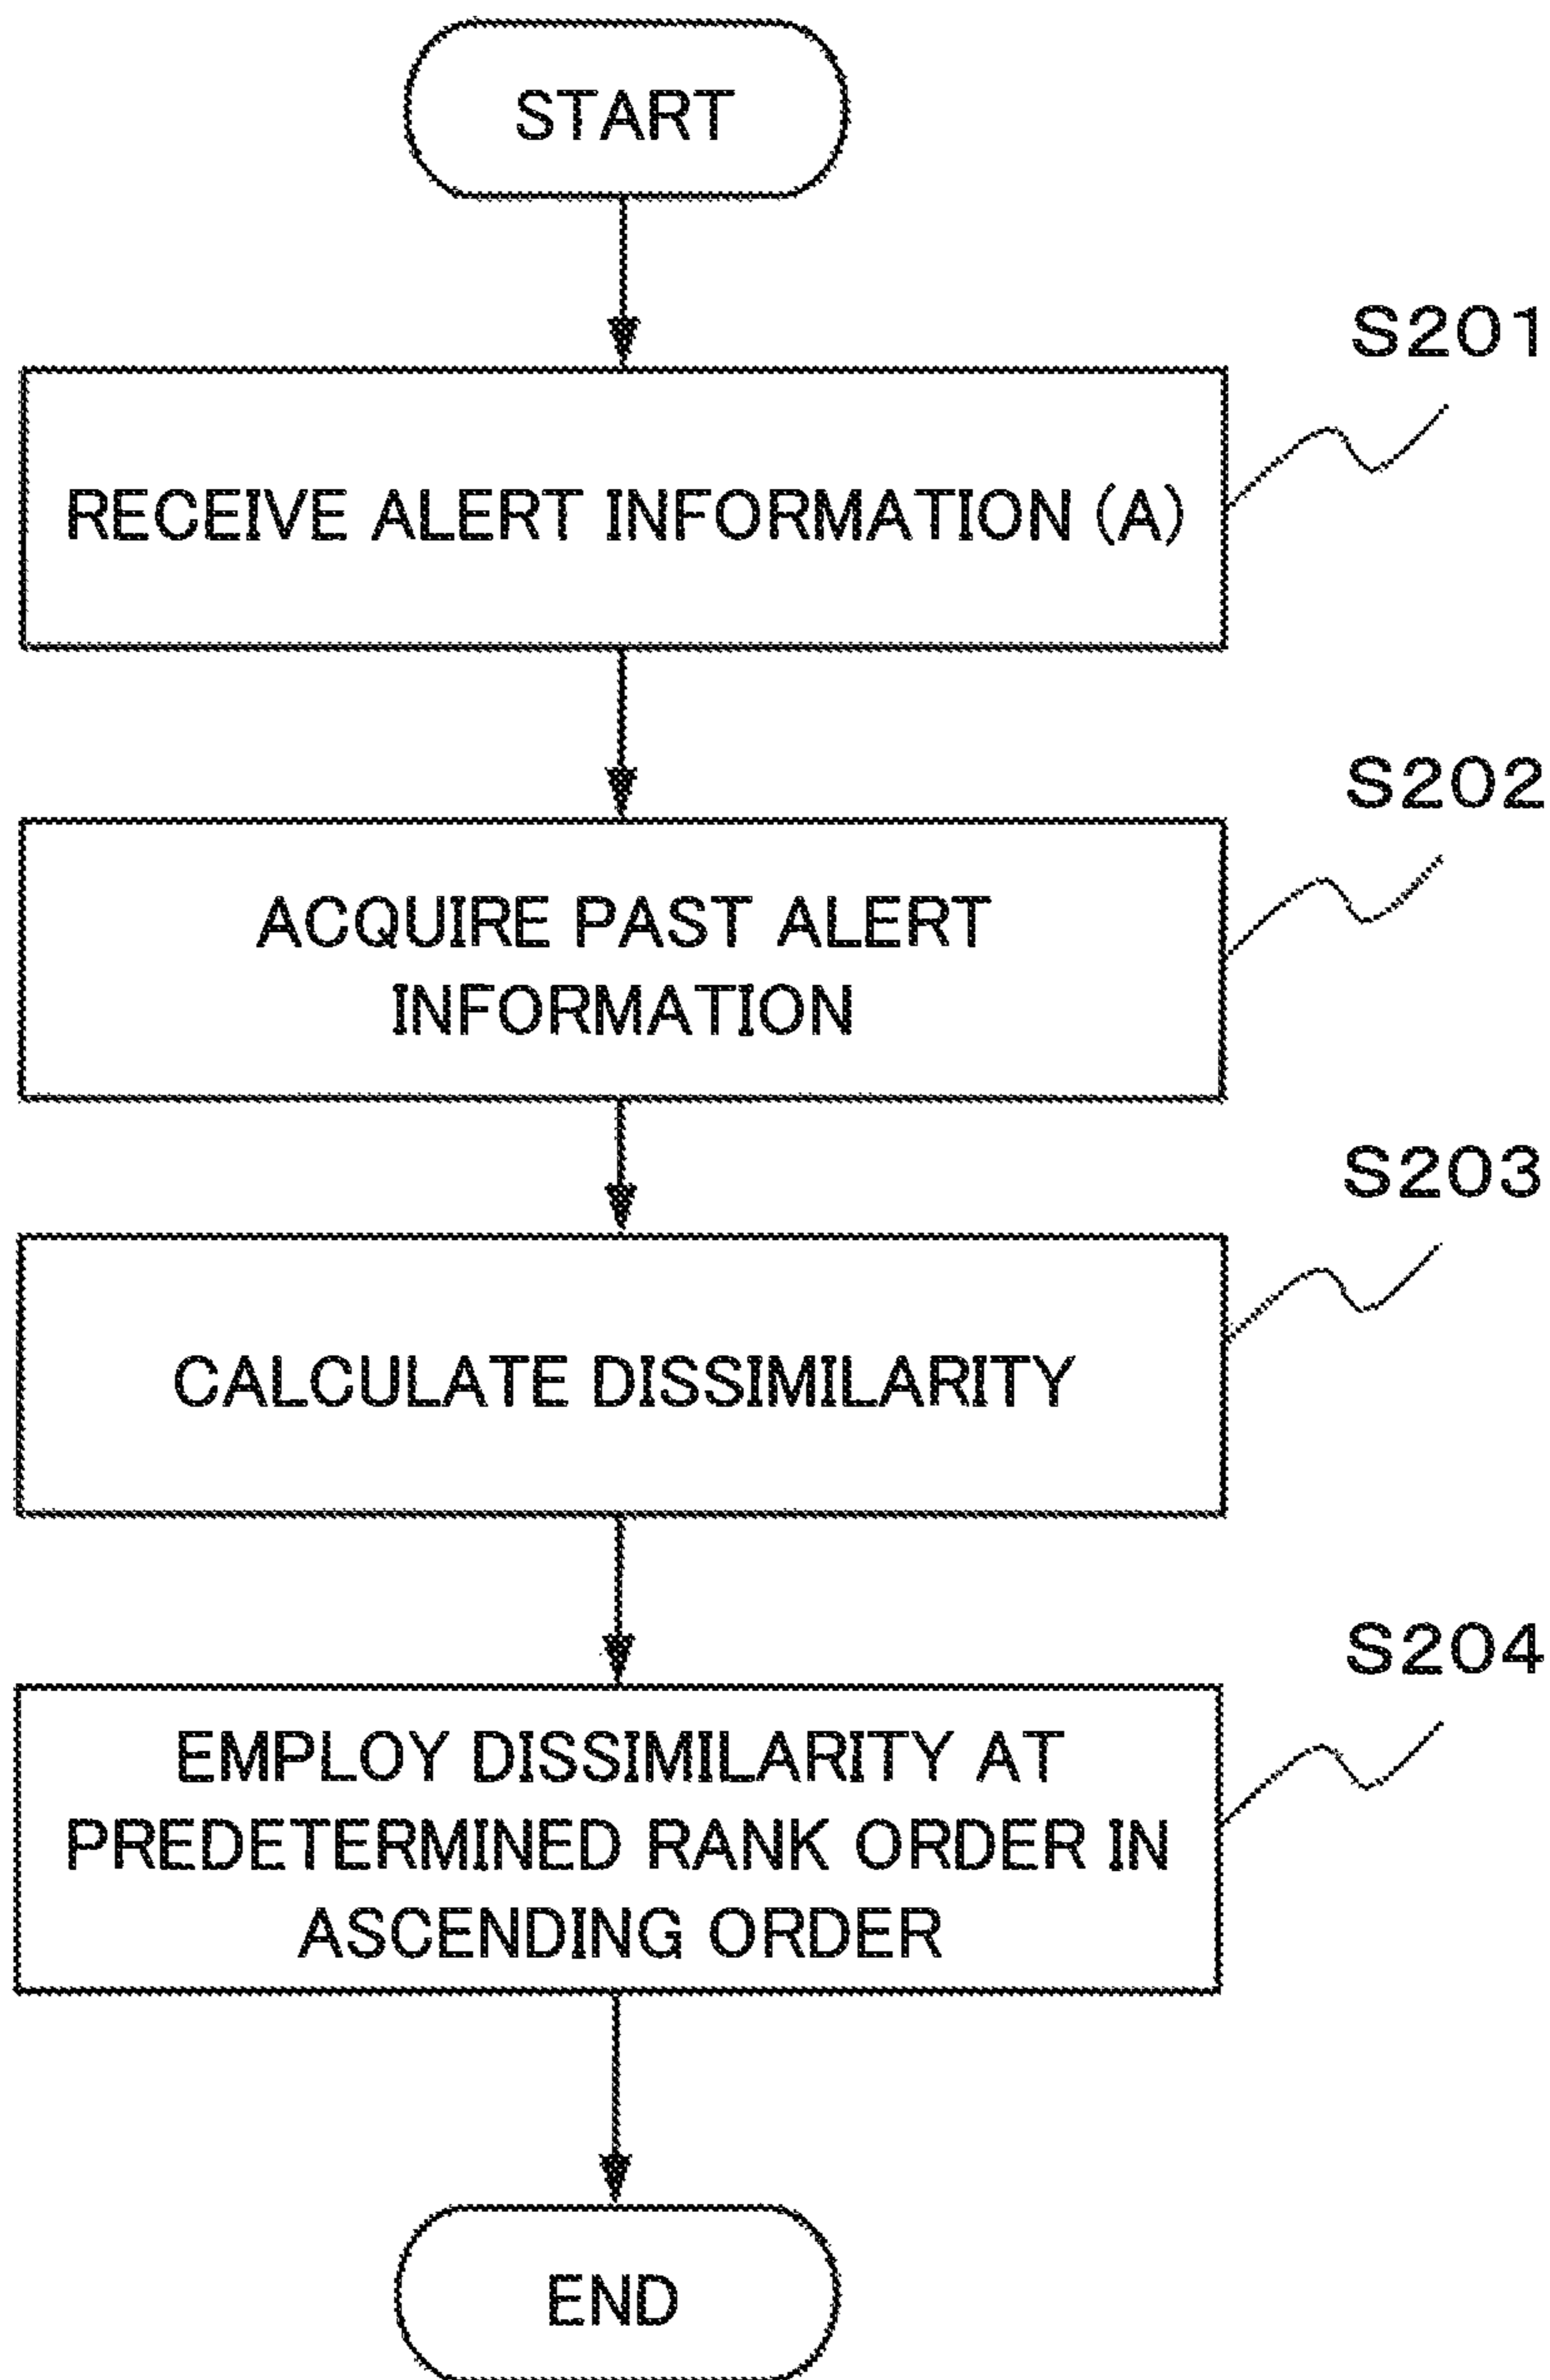 START
S201
RECEIVE ALERT INFORMATION (A)
S202
ACQUIRE PAST ALERT
INFORMATION
S203
CALCULATE DISSIMILARITY
S204
EMPLOY DISSIMILARITY AT
PREDETERMINED RANK ORDER IN
ASCENDING ORDER
END